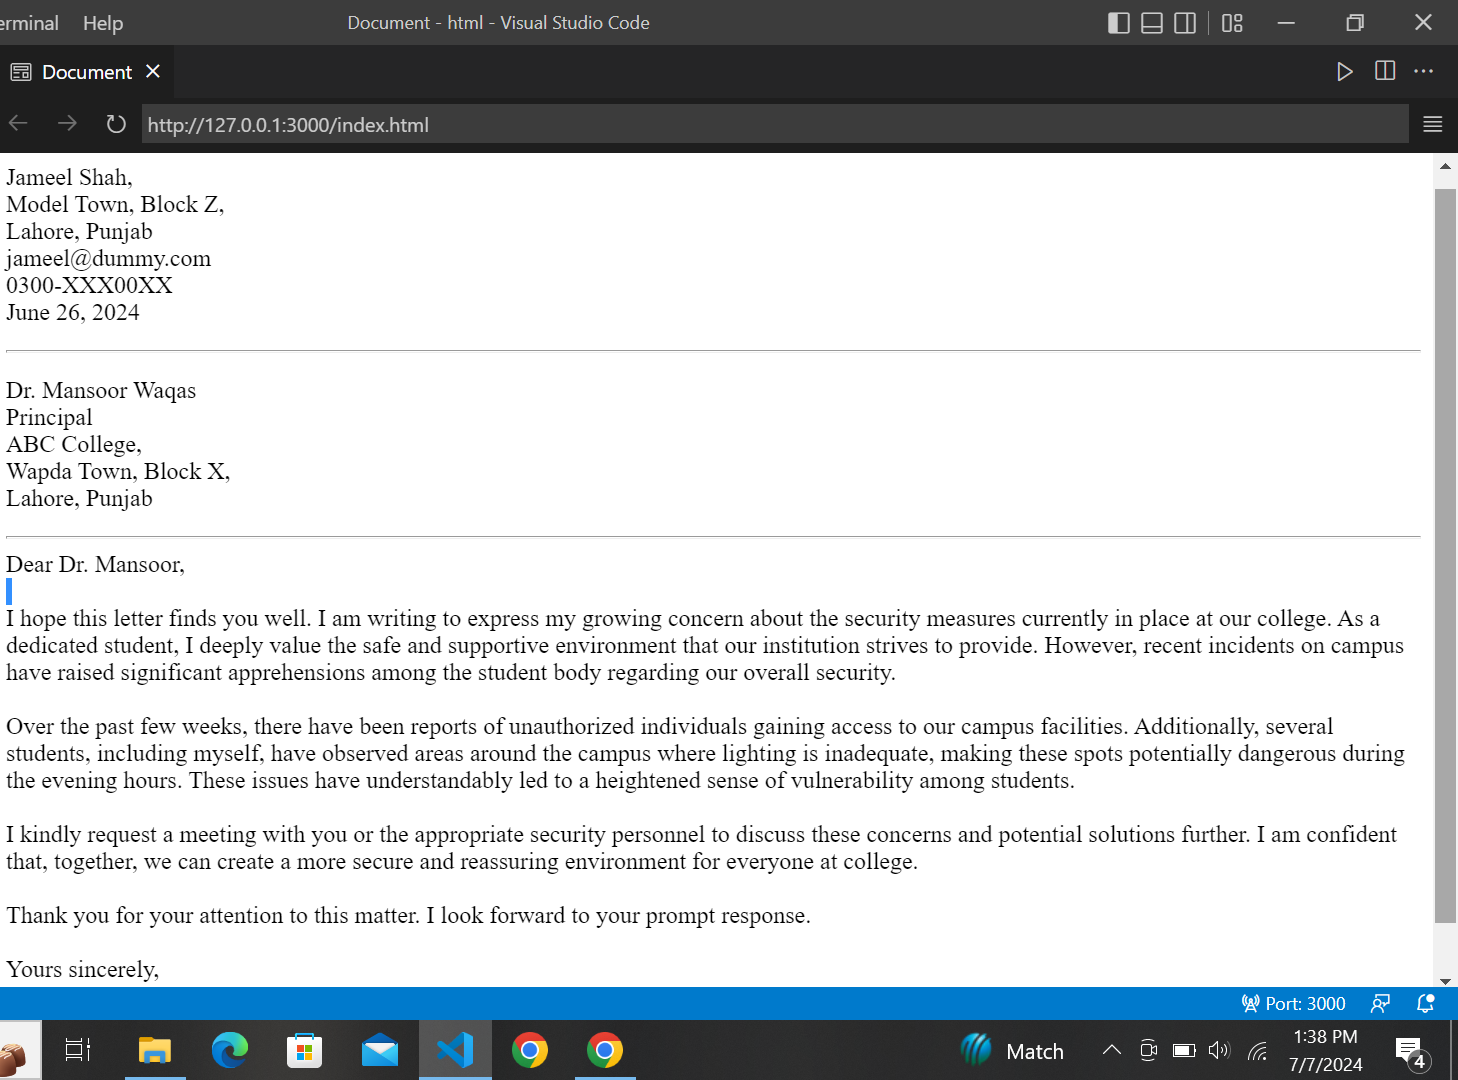 erminal Help Document - html - Visual Studio Code
Document
http://127.0.0.1:3000/index.html
Jameel Shah,
Model Town, Block Z,
Lahore, Punjab
jameel@dummy.com
0300-XXX00XX
June 26, 2024
Dr. Mansoor Waqas
Principal
ABC College,
Wapda Town, Block X,
Lahore, Punjab
Dear Dr. Mansoor,
I hope this letter finds you well. I am writing to express my growing concern about the security measures currently in place at our college. As a
dedicated student, I deeply value the safe and supportive environment that our institution strives to provide. However, recent incidents on campus
have raised significant apprehensions among the student body regarding our overall security.
Over the past few weeks, there have been reports of unauthorized individuals gaining access to our campus facilities. Additionally, several
students, including myself, have observed areas around the campus where lighting is inadequate, making these spots potentially dangerous during
the evening hours. These issues have understandably led to a heightened sense of vulnerability among students.
I kindly request a meeting with you or the appropriate security personnel to discuss these concerns and potential solutions further. I am confident
that, together, we can create a more secure and reassuring environment for everyone at college.
Thank you for your attention to this matter. I look forward to your prompt response.
Yours sincerely,
Port: 3000
Match
1:38 PM
7/7/2024
4